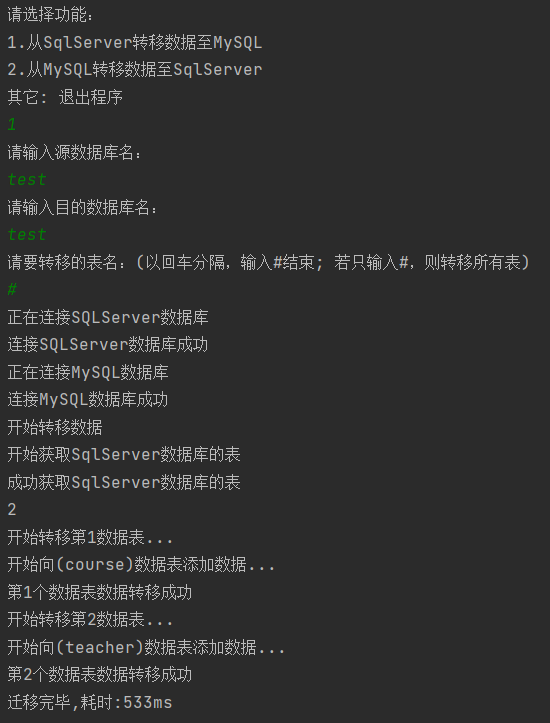 请选择功能:
1.从SqlServer转移数据至MySQL
2.从MySQL转移数据至SqlServer
其它: 退出程序
1
请输入源数据库名:
test
请输入目的数据库名:
test
请要转移的表名:(以回车分隔，输入#结束; 若只输入#，则转移所有表)
#
正在连接SQLServer数据库
连接SQLServer数据库成功
正在连接MySQL数据库
连接MySQL数据库成功
开始转移数据
开始获取SqlServer数据库的表
成功获取SqlServer数据库的表
2
开始转移第1数据表...
开始向(course)数据表添加数据...
第1个数据表数据转移成功
开始转移第2数据表...
开始向(teacher)数据表添加数据...
第2个数据表数据转移成功
迁移完毕,耗时:533ms